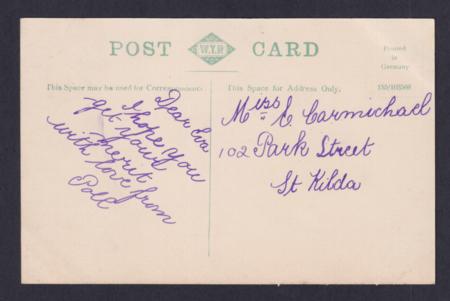 POST W.Y.P. CARD
Printed
in
Germany
This Space may be used for Correspondence
This Space for Address Only.
Dear Eva
I hope you
get your
merit
with love from
Poll
Miss E. Carmichael
102 Park Street
St Kilda